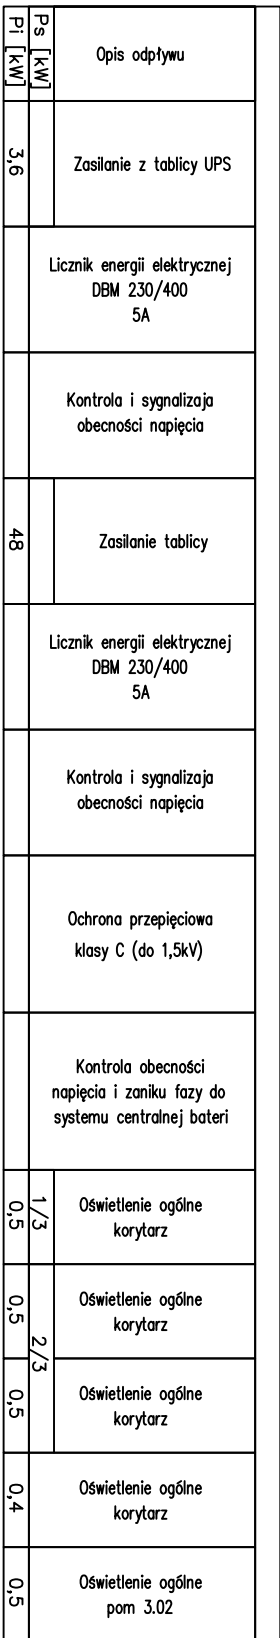 Pi [kW]
Ps [kW]
Opis odpływu
3,6
Zasilanie z tablicy UPS
Licznik energii elektrycznej
DBM 230/400
5A
Kontrola i sygnalizaja
obecności napięcia
48
Zasilanie tablicy
Licznik energii elektrycznej
DBM 230/400
5A
Kontrola i sygnalizaja
obecności napięcia
Ochrona przepięciowa
klasy C (do 1,5kV)
Kontrola obecności
napięcia i zaniku fazy do
systemu centralnej bateri
0,5
1/3
Oświetlenie ogólne
korytarz
0,5
2/3
Oświetlenie ogólne
korytarz
0,5
Oświetlenie ogólne
korytarz
0,4
Oświetlenie ogólne
korytarz
0,5
Oświetlenie ogólne
pom 3.02